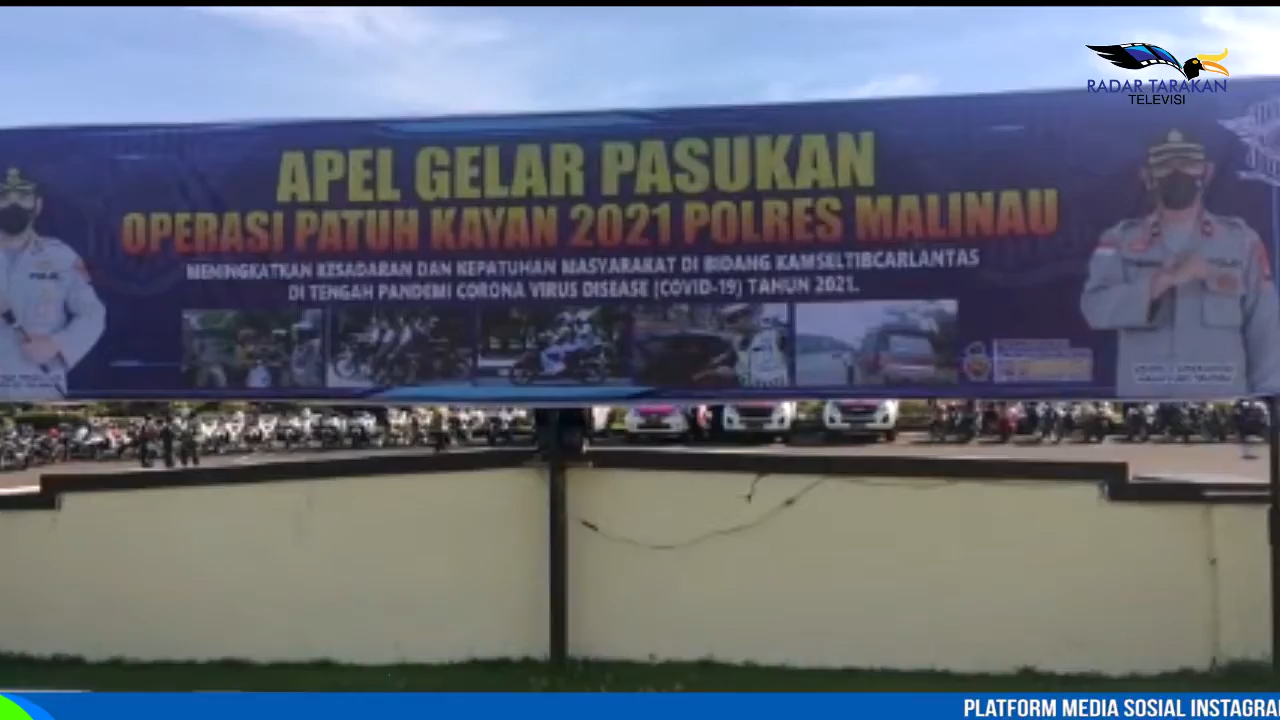 RADAR TARAKAN
TELEVISI
APEL GELAR PASUKAN
OPERASI PATUH KAYAN 2021 POLRES MALINAU
MENINGKATKAN KESADARAN DAN KEPATUHAN MASYARAKAT DI BIDANG KAMSELTIBCARLANTAS
DI TENGAH PANDEMI CORONA VIRUS DISEASE (COVID-19) TAHUN 2021.
PLATFORM MEDIA SOSIAL INSTAGRA